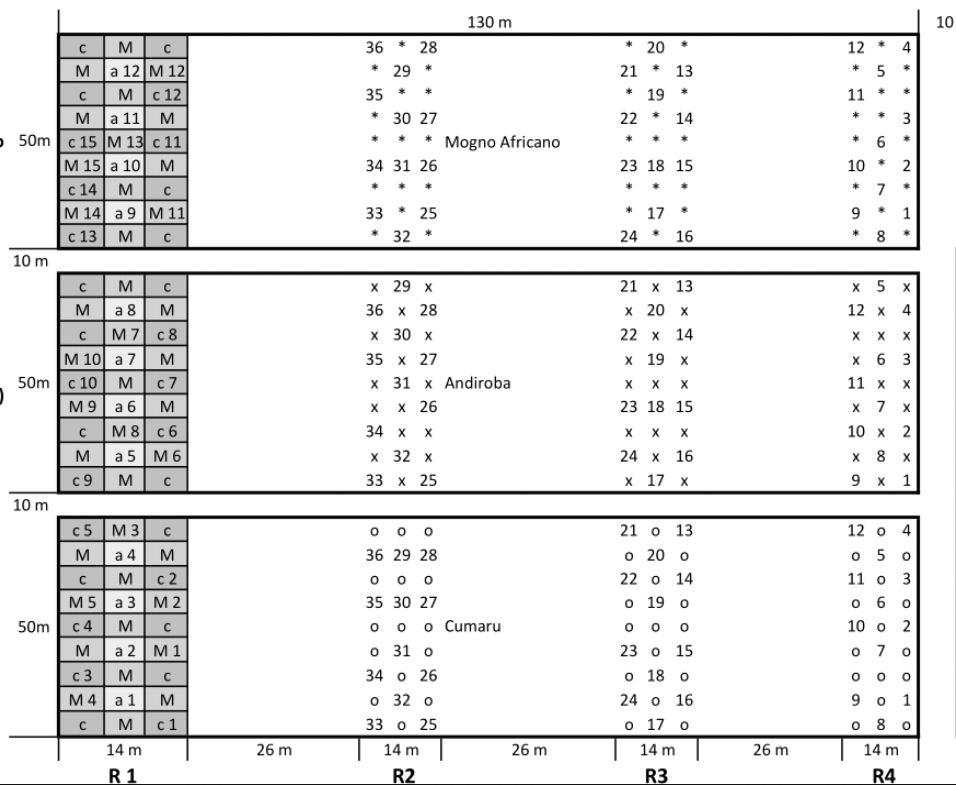 130 m 10
c M c 36 * 28 * 20 * 12 * 4
M a 12 M 12 * 29 * 21 * 13 * 5 *
c M c 12 35 * * * 19 * 11 * *
M a 11 M * 30 27 22 * 14 * * 3
50m c 15 M 13 c 11 * * * Mogno Africano * * * * 6 *
M 15 a 10 M 34 31 26 23 18 15 10 * 2
c 14 M c * * * * * * * 7 *
M 14 a 9 M 11 33 * 25 * 17 * 9 * 1
c 13 M c * 32 * 24 * 16 * 8 *
10 m
c M c x 29 x 21 x 13 x 5 x
M a 8 M 36 x 28 x 20 x 12 x 4
c M 7 c 8 x 30 x 22 x 14 x x x
M 10 a 7 M 35 x 27 x 19 x x 6 3
50m c 10 M c 7 x 31 x Andiroba x x x 11 x x
M 9 a 6 M x x 26 23 18 15 x 7 x
c M 8 c 6 34 x x x x x 10 x 2
M a 5 M 6 x 32 x 24 x 16 x 8 x
c 9 M c 33 x 25 x 17 x 9 x 1
10 m
c 5 M 3 c o o o 21 o 13 12 o 4
M a 4 M 36 29 28 o 20 o o 5 o
c M c 2 o o o 22 o 14 11 o 3
M 5 a 3 M 2 35 30 27 o 19 o o 6 o
50m c 4 M c o o o Cumaru o o o 10 o 2
M a 2 M 1 o 31 o 23 o 15 o 7 o
c 3 M c 34 o 26 o 18 o o o o
M 4 a 1 M o 32 o 24 o 16 9 o 1
c M c 1 33 o 25 o 17 o o 8 o
14 m 26 m 14 m 26 m 14 m 26 m 14 m
R 1 R2 R3 R4